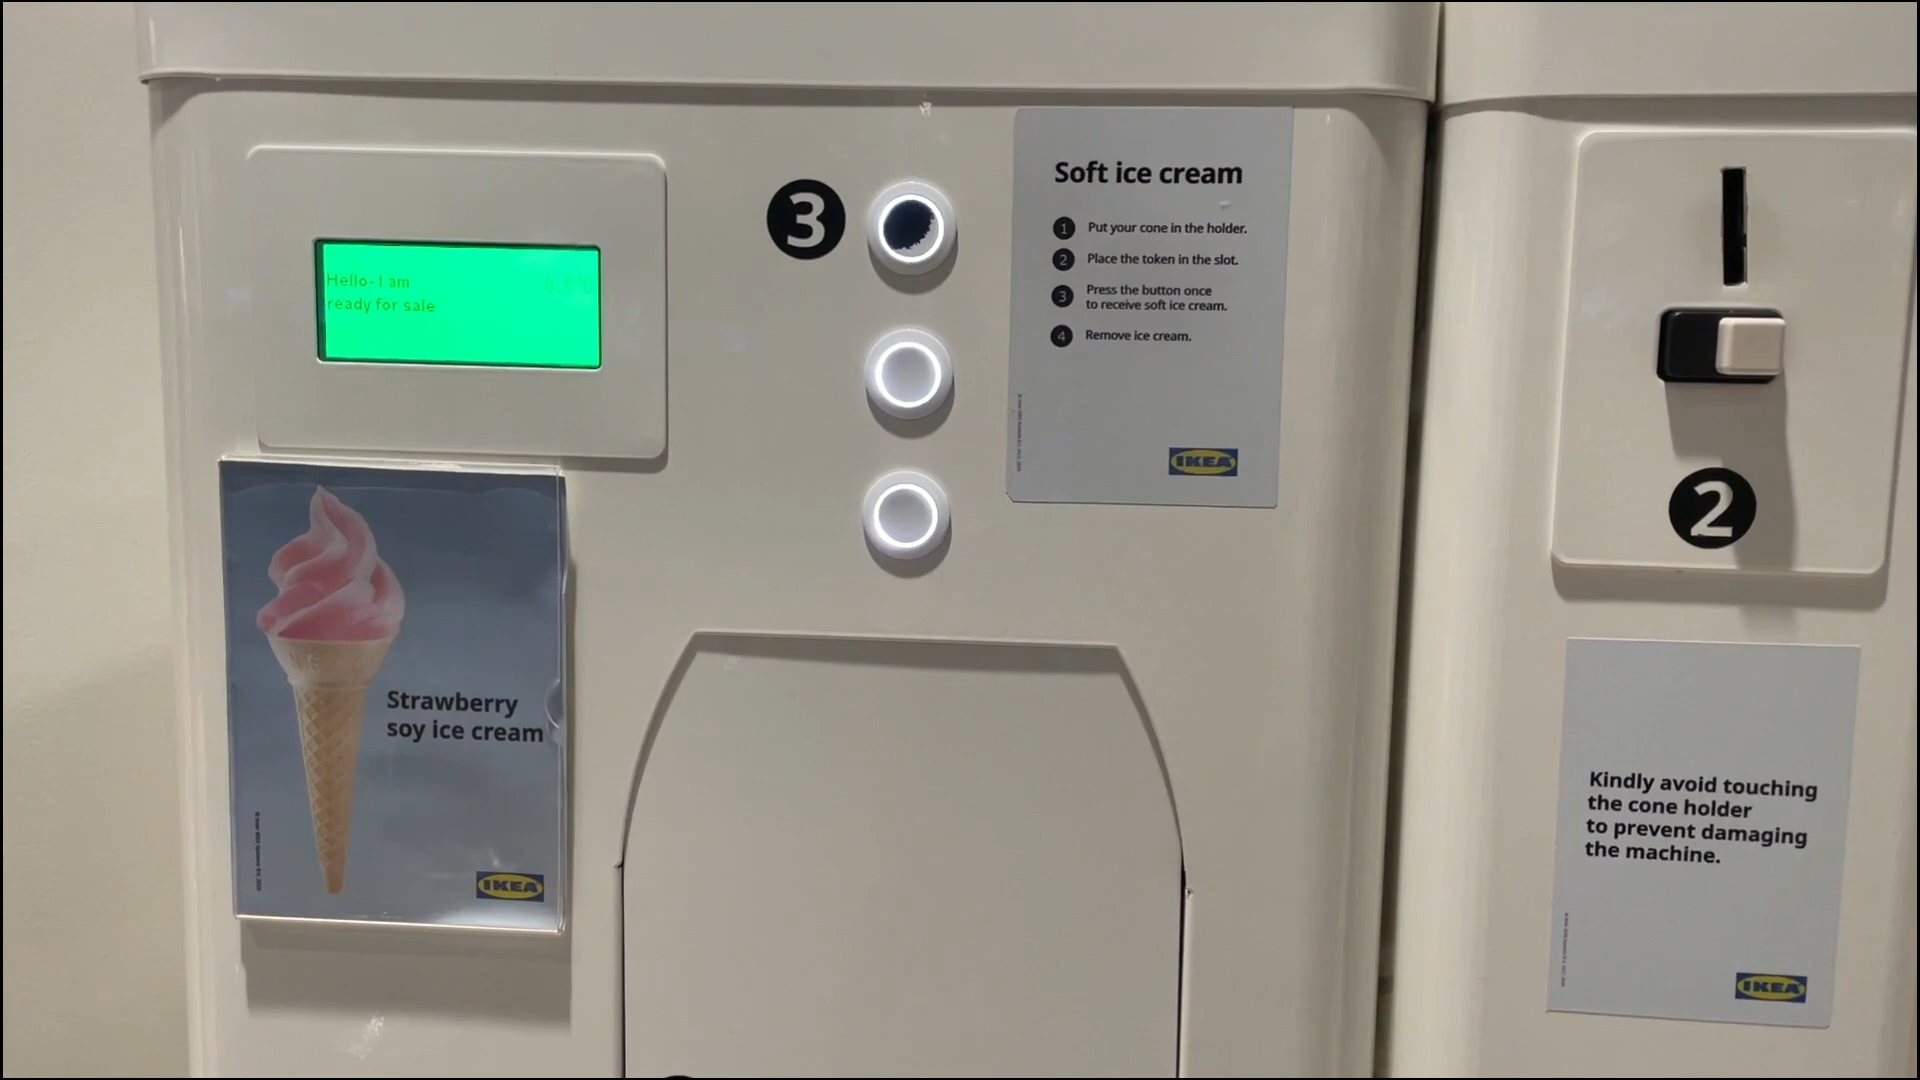 Hello- I am
ready for sale
3
Soft ice cream
1 Put your cone in the holder.
2 Place the token in the slot.
3 Press the button once
to receive soft ice cream.
4 Remove ice cream.
IKEA
2
Strawberry
soy ice cream
IKEA
Kindly avoid touching
the cone holder
to prevent damaging
the machine.
IKEA